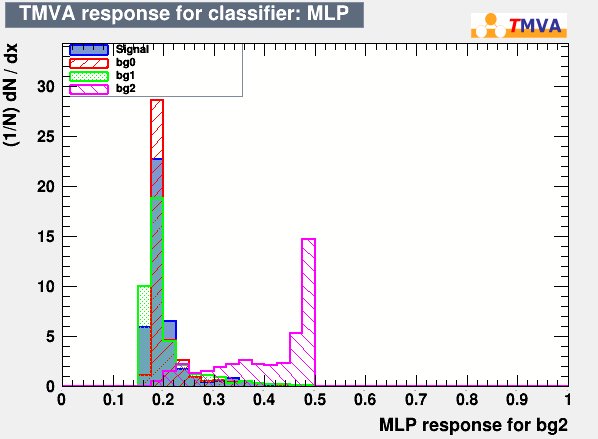 TMVA response for classifier: MLP
TMVA
Signal
bg0
bg1
bg2
(1/N) dN / dx
30
25
20
15
10
5
0
0 0.1 0.2 0.3 0.4 0.5 0.6 0.7 0.8 0.9 1
MLP response for bg2